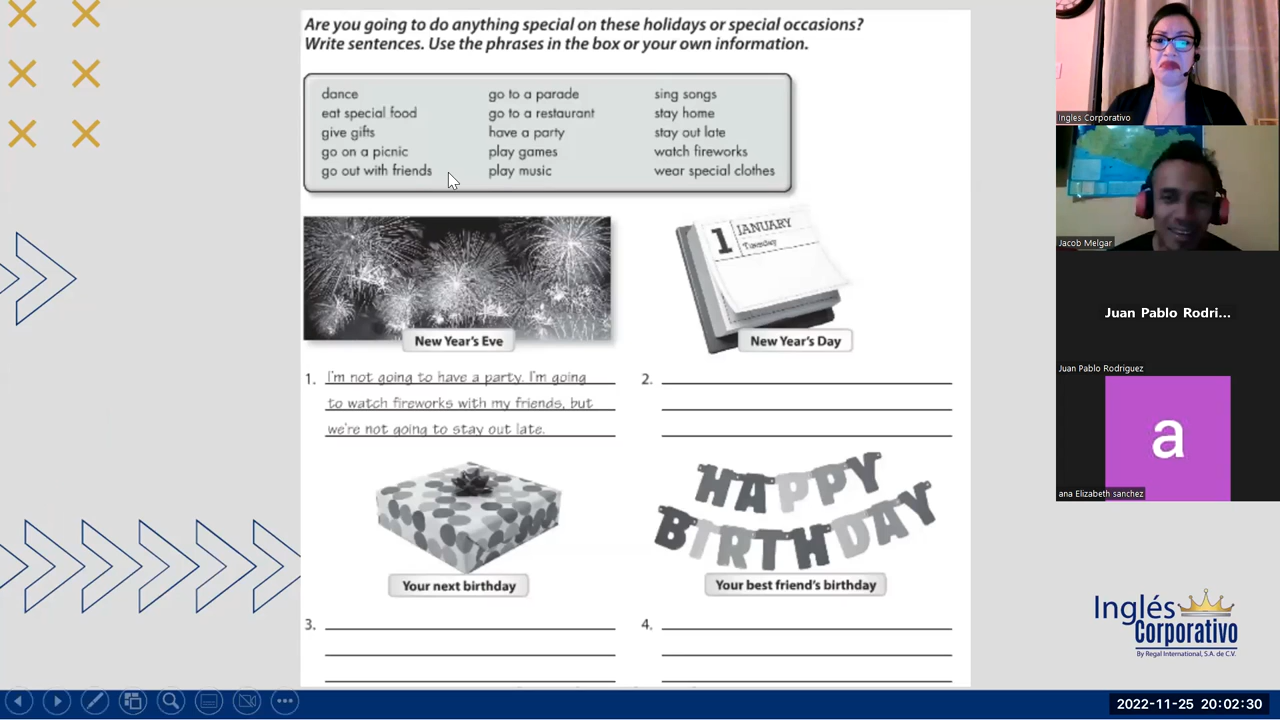 Are you going to do anything special on these holidays or special occasions?
Write sentences. Use the phrases in the box or your own information.
dance
eat special food
give gifts
go on a picnic
go out with friends
go to a parade
go to a restaurant
have a party
play games
play music
sing songs
stay home
stay out late
watch fireworks
wear special clothes
New Year's Eve
1 JANUARY
Tuesday
New Year's Day
1. I'm not going to have a party. I'm going
to watch fireworks with my friends, but
we're not going to stay out late.
2.
Your next birthday
HAPPY
BIRTHDAY
Your best friend's birthday
3.
4.
Inglés Corporativo
Jacob Melgar
Juan Pablo Rodri...
Juan Pablo Rodriguez
a
ana Elizabeth sanchez
Inglés
Corporativo
By Regal International, S.A. de C.V.
2022-11-25 20:02:30